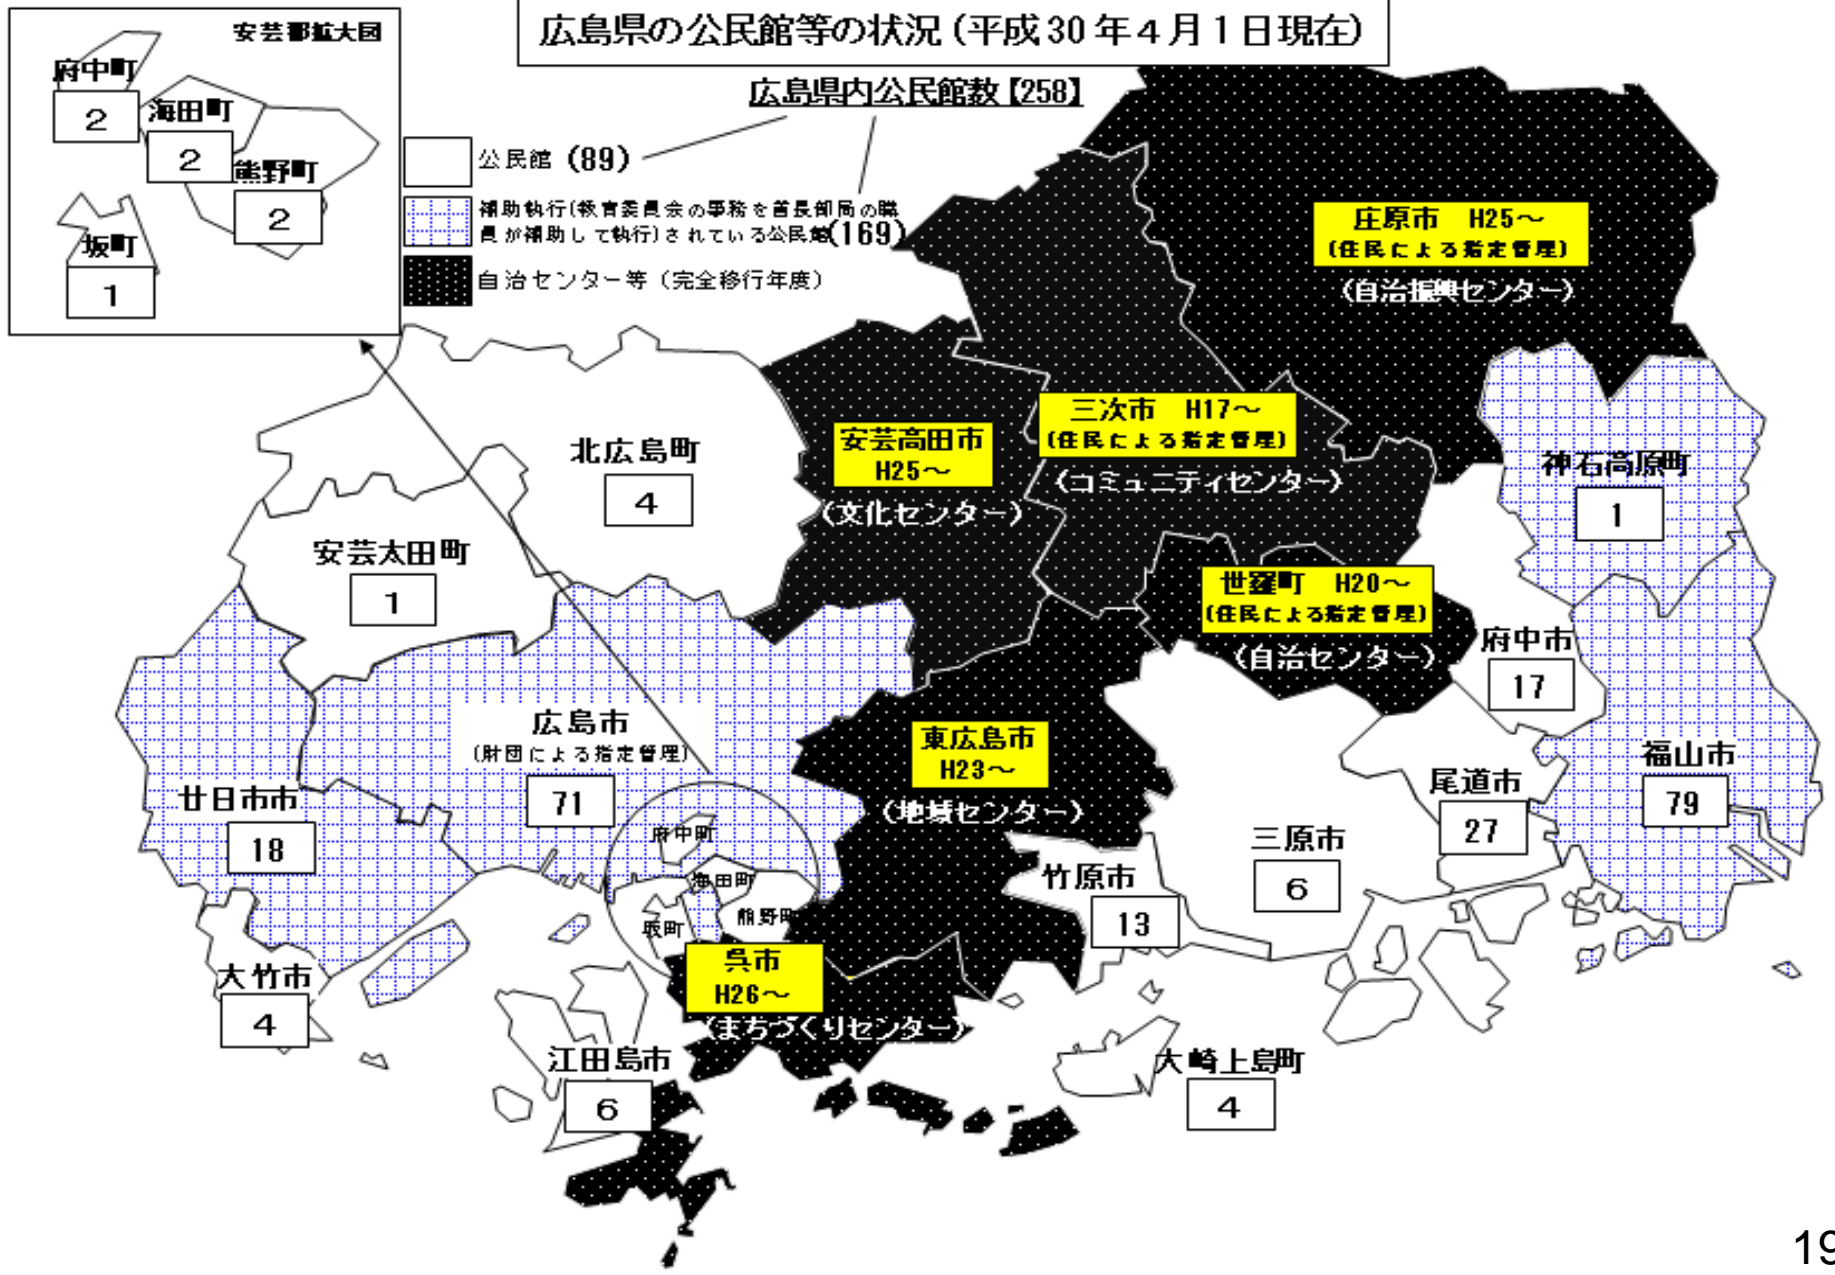 広島県の公民館等の状況(平成30年4月1日現在)
広島県内公民館数【258】
安芸郡拡大図
府中町
2
海田町
2
熊野町
2
坂町
1
公民館 (89)
補助執行(教育委員会の事務を首長部局の職
員が補助して執行)されている公民館(169)
自治センター等 (完全移行年度)
庄原市 H25～
(住民による指定管理)
(自治振興センター)
三次市 H17～
(住民による指定管理)
(コミュニティセンター)
安芸高田市
H25～
(文化センター)
北広島町
4
神石高原町
1
安芸太田町
1
世羅町 H20～
(住民による指定管理)
(自治センター)
府中市
17
広島市
(財団による指定管理)
71
東広島市
H23～
(地域センター)
福山市
79
尾道市
27
廿日市市
18
三原市
6
竹原市
13
府中町
海田町
熊野町
坂町
呉市
H26～
(まちづくりセンター)
大竹市
4
江田島市
6
大崎上島町
4
19